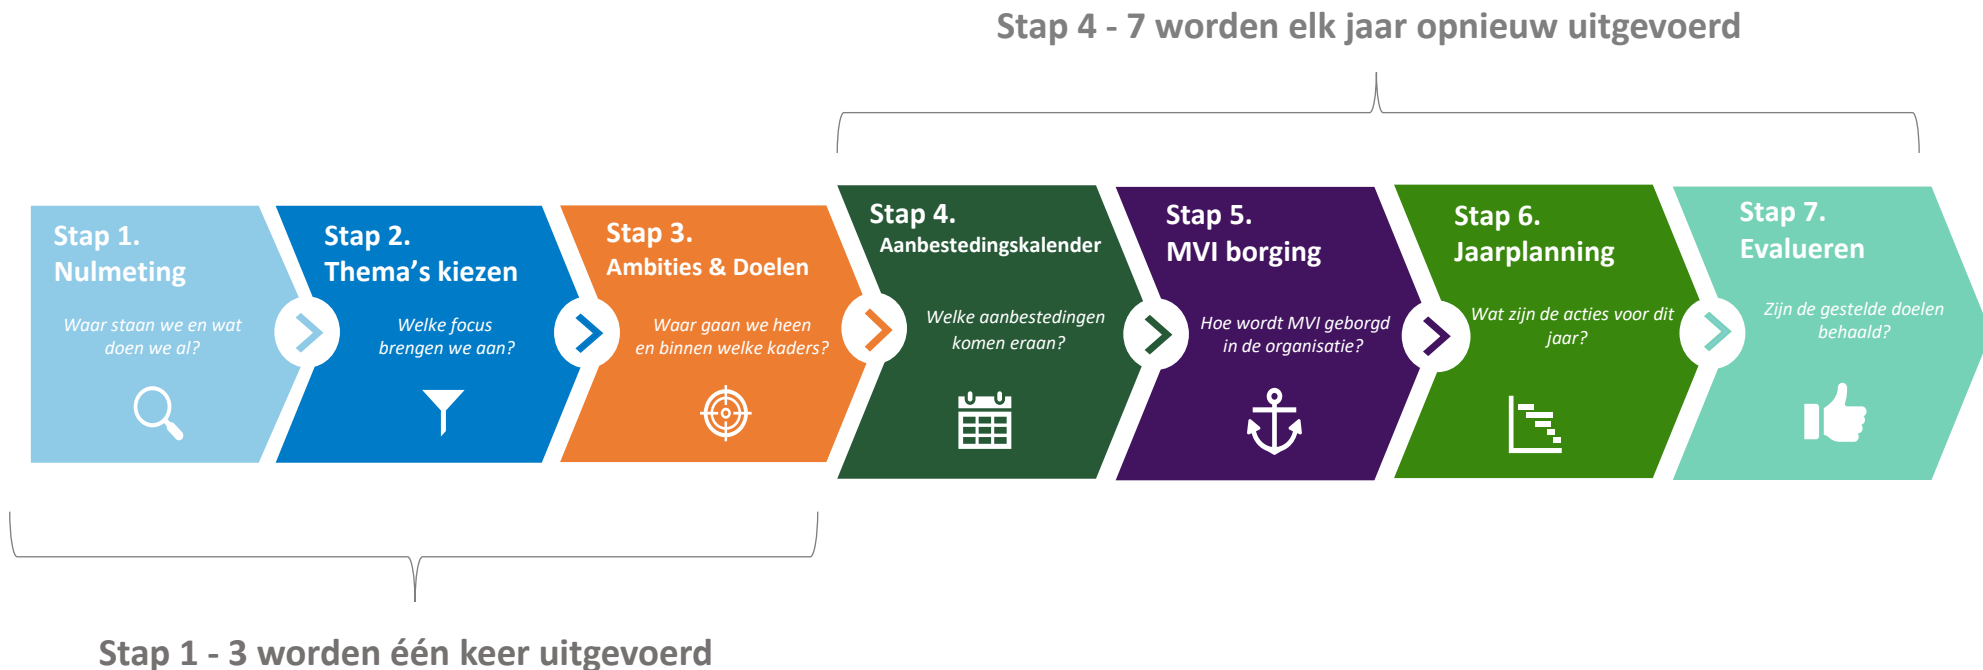 Stap 4 - 7 worden elk jaar opnieuw uitgevoerd
Stap 1.
Nulmeting
Waar staan we en wat
doen we al?
Stap 2.
Thema's kiezen
Welke focus
brengen we aan?
Stap 3.
Ambities & Doelen
Waar gaan we heen
en binnen welke kaders?
Stap 4.
Aanbestedingskalender
Welke aanbestedingen
komen eraan?
Stap 5.
MVI borging
Hoe wordt MVI geborgd
in de organisatie?
Stap 6.
Jaarplanning
Wat zijn de acties voor dit
jaar?
Stap 7.
Evalueren
Zijn de gestelde doelen
behaald?
Stap 1 - 3 worden één keer uitgevoerd